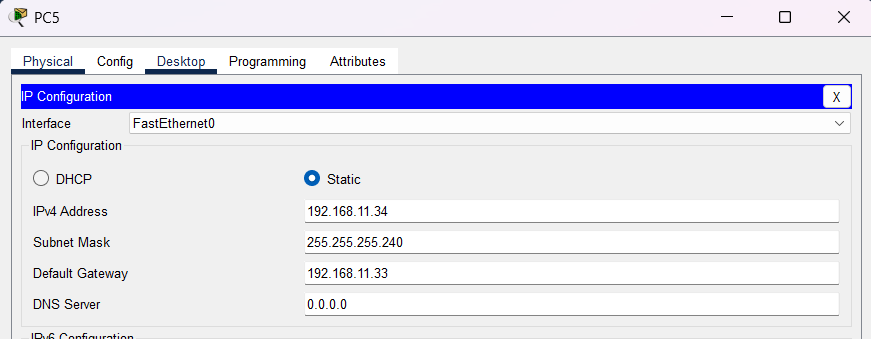 PC5
Physical Config Desktop Programming Attributes
IP Configuration X
Interface FastEthernet0
IP Configuration
DHCP Static
IPv4 Address 192.168.11.34
Subnet Mask 255.255.255.240
Default Gateway 192.168.11.33
DNS Server 0.0.0.0
IPv6 Configuration